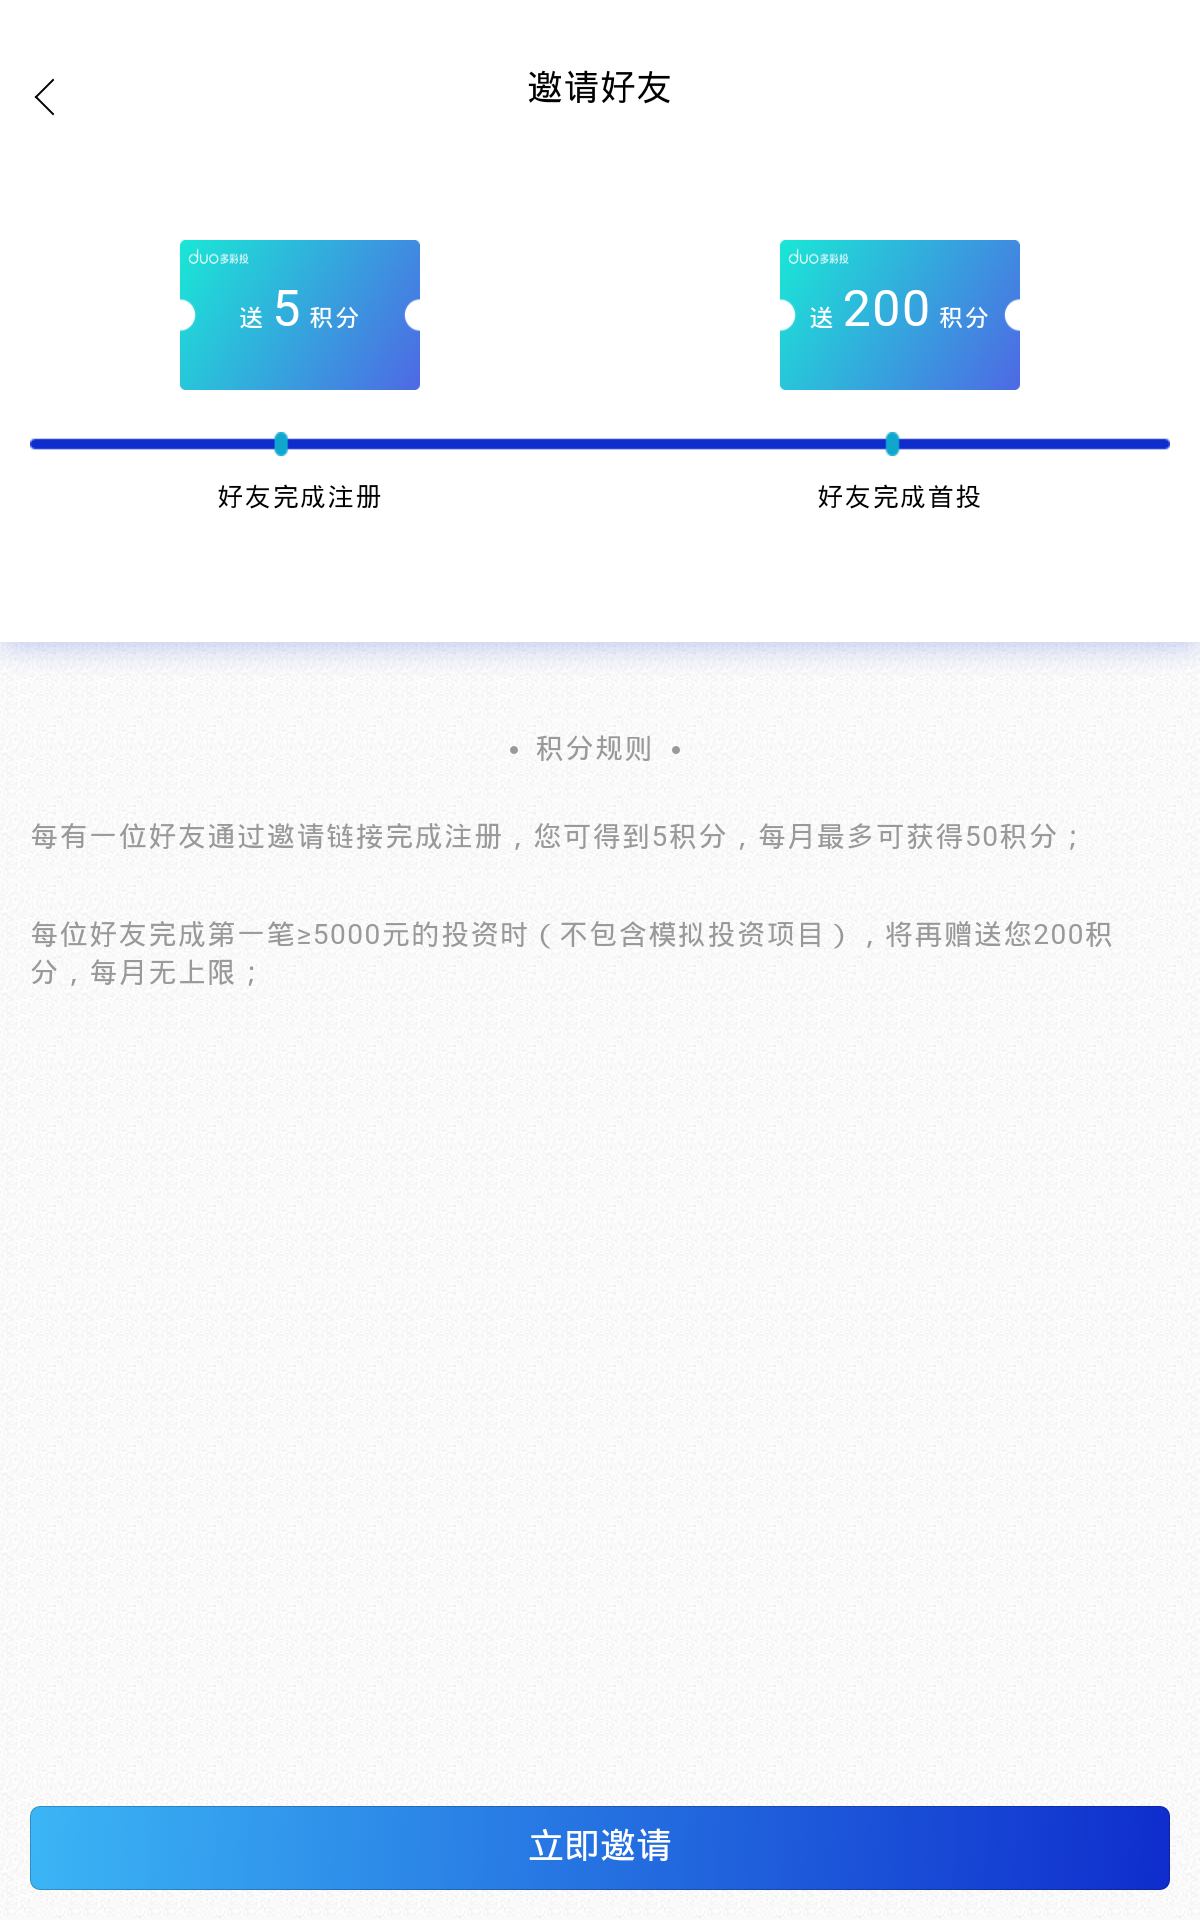 邀请好友
duo多彩投
送 5 积分
duo多彩投
送 200 积分
好友完成注册
好友完成首投
• 积分规则 •
每有一位好友通过邀请链接完成注册，您可得到5积分，每月最多可获得50积分；
每位好友完成第一笔≥5000元的投资时（不包含模拟投资项目），将再赠送您200积
分，每月无上限；
立即邀请